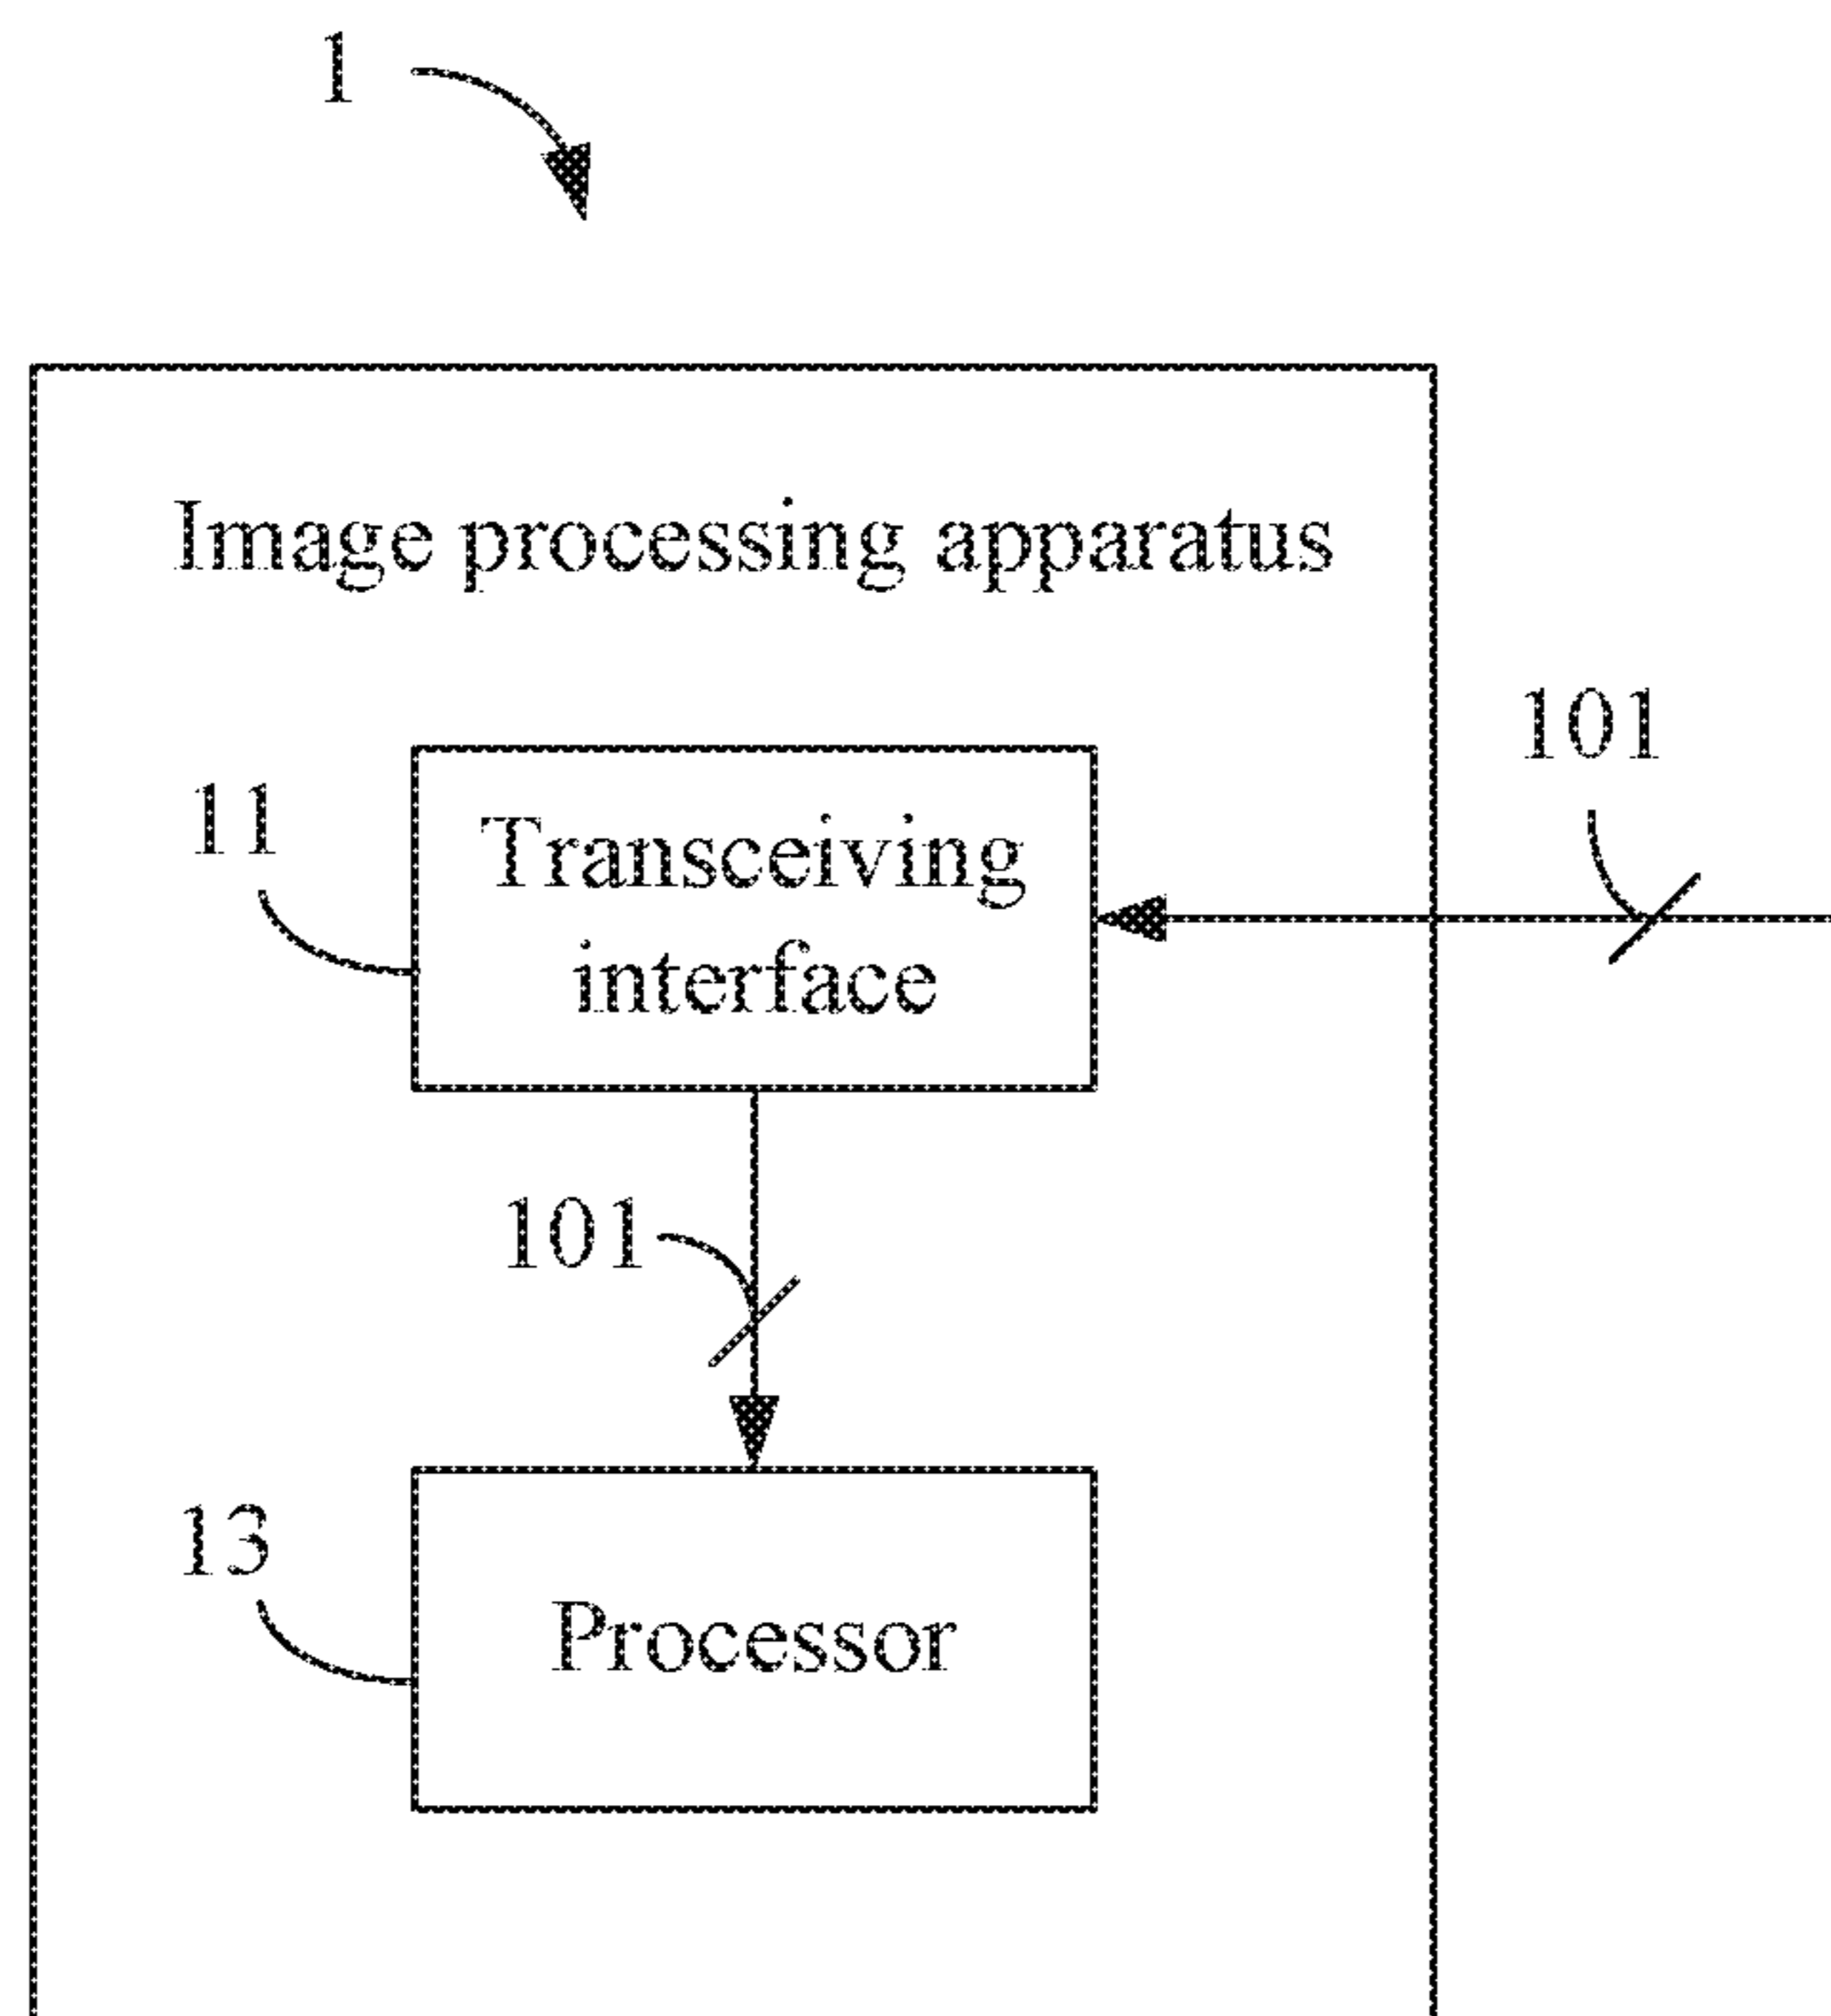 1
Image processing apparatus
101
11
Transceiving
interface
101
13
Processor